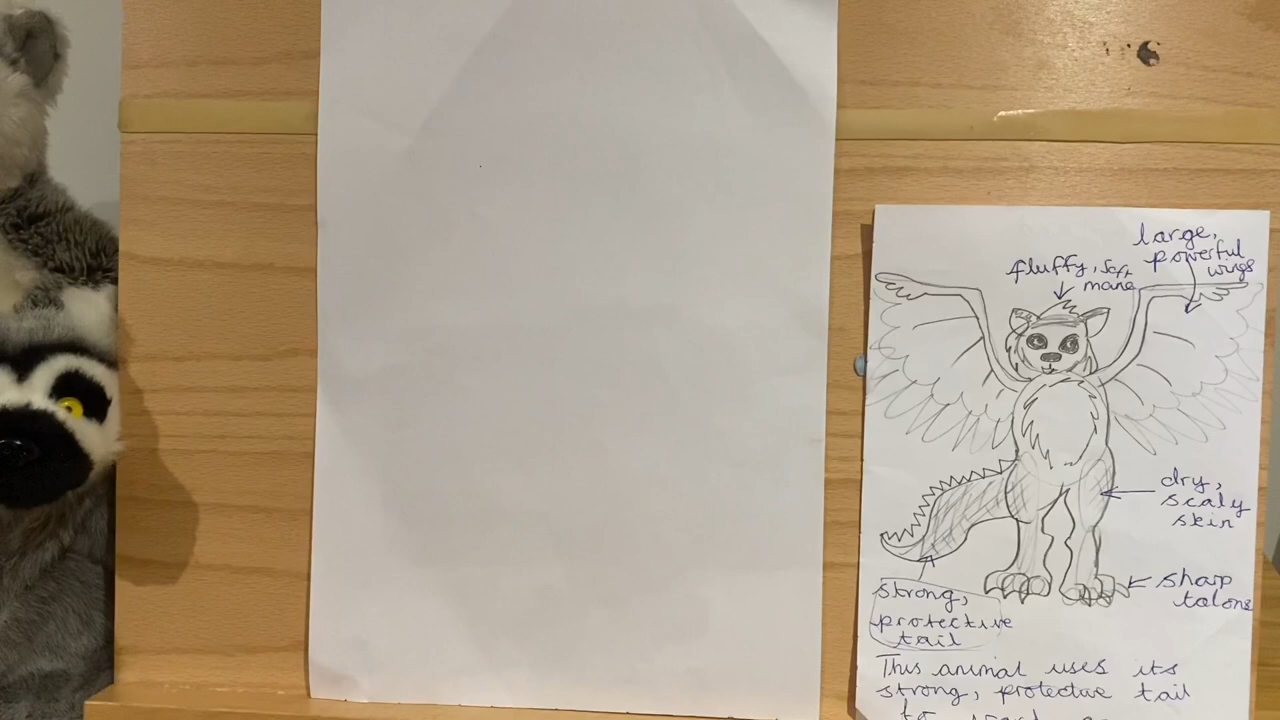 large,
powerful
wings
fluffy, soft
mane
dry,
scaly
skin
sharp
talons
strong,
protective
tail
This animal uses its
strong, protective tail
to